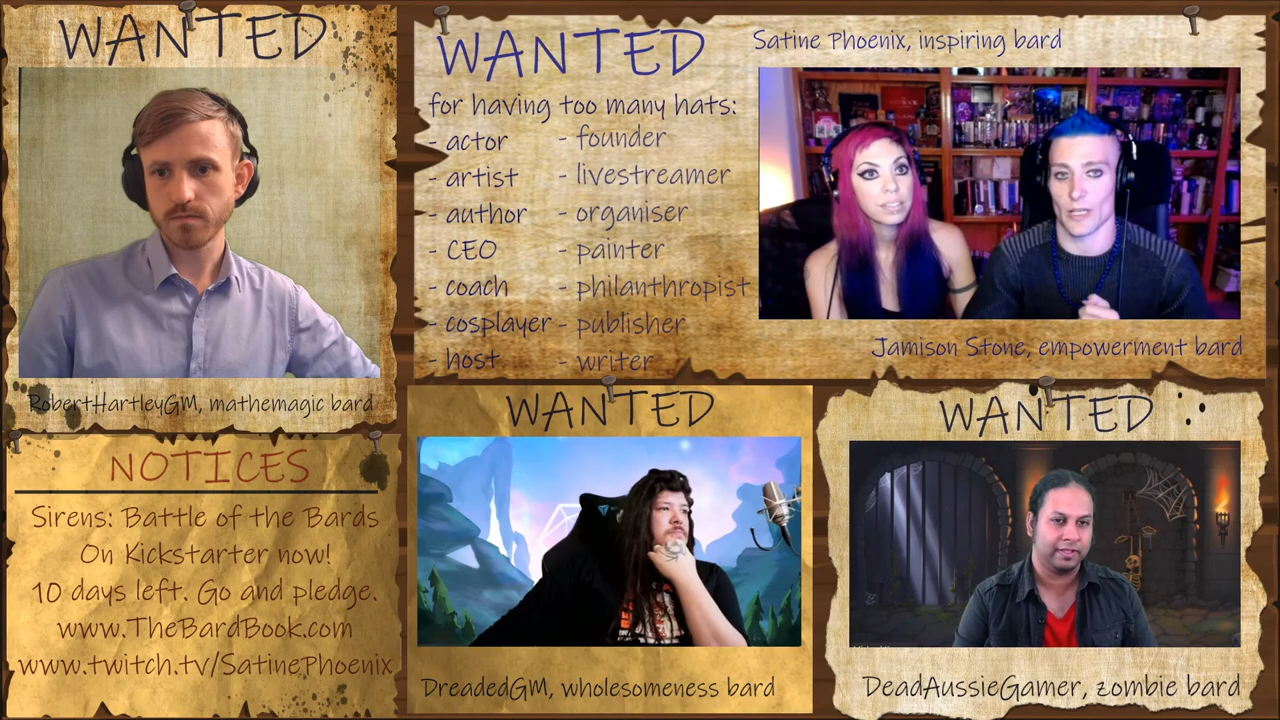 WANTED
RobertHartleyGM, mathemagic bard
WANTED
for having too many hats:
- actor
- artist
- author
- CEO
- coach
- cosplayer
- host
- founder
- livestreamer
- organiser
- painter
- philanthropist
- publisher
- writer
Satine Phoenix, inspiring bard
Jamison Stone, empowerment bard
NOTICES
Sirens: Battle of the Bards
On Kickstarter now!
10 days left. Go and pledge.
www.TheBardBook.com
www.twitch.tv/SatinePhoenix
WANTED
DreadedGM, wholesomeness bard
WANTED
DeadAussieGamer, zombie bard